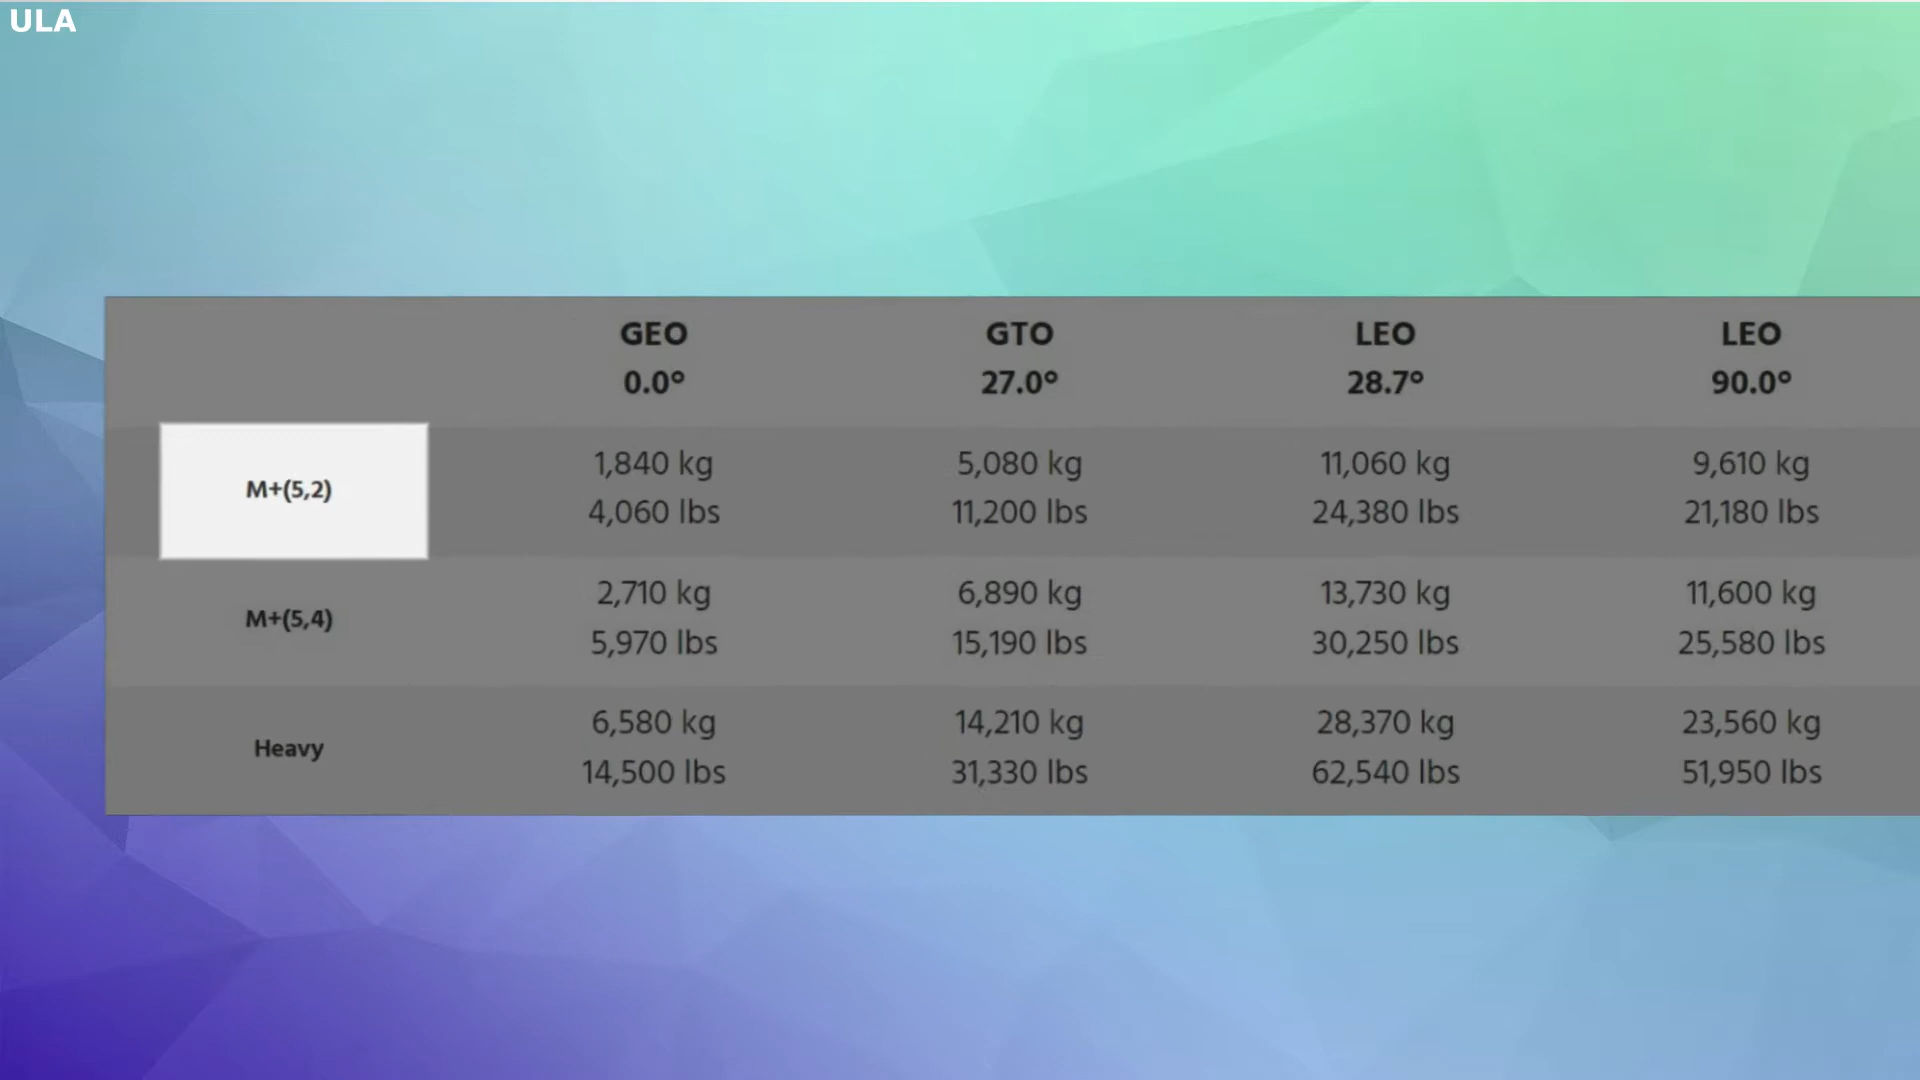 ULA
GEO GTO LEO LEO
0.0° 27.0° 28.7° 90.0°
M+(5,2)
1,840 kg 5,080 kg 11,060 kg 9,610 kg
4,060 lbs 11,200 lbs 24,380 lbs 21,180 lbs
M+(5,4)
2,710 kg 6,890 kg 13,730 kg 11,600 kg
5,970 lbs 15,190 lbs 30,250 lbs 25,580 lbs
Heavy
6,580 kg 14,210 kg 28,370 kg 23,560 kg
14,500 lbs 31,330 lbs 62,540 lbs 51,950 lbs